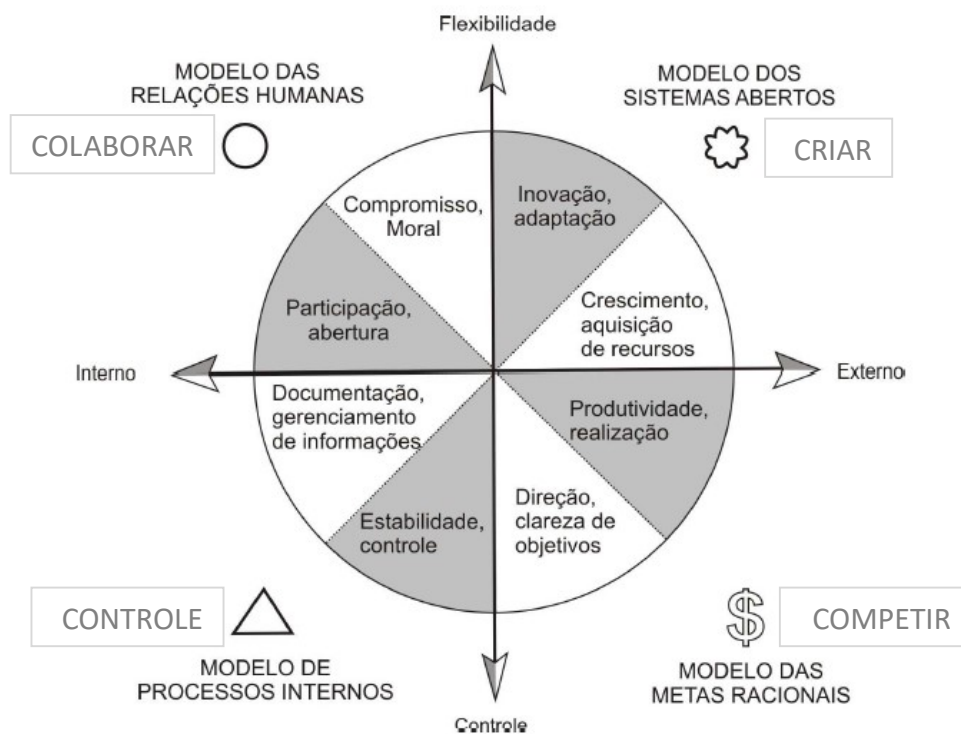 Flexibilidade
MODELO DAS
RELAÇÕES HUMANAS
COLABORAR
MODELO DOS
SISTEMAS ABERTOS
CRIAR
Compromisso,
Moral
Inovação,
adaptação
Participação,
abertura
Crescimento,
aquisição
de recursos
Interno
Externo
Documentação,
gerenciamento
de informações
Produtividade,
realização
Estabilidade,
controle
Direção,
clareza de
objetivos
CONTROLE
MODELO DE
PROCESSOS INTERNOS
$ COMPETIR
MODELO DAS
METAS RACIONAIS
Controle